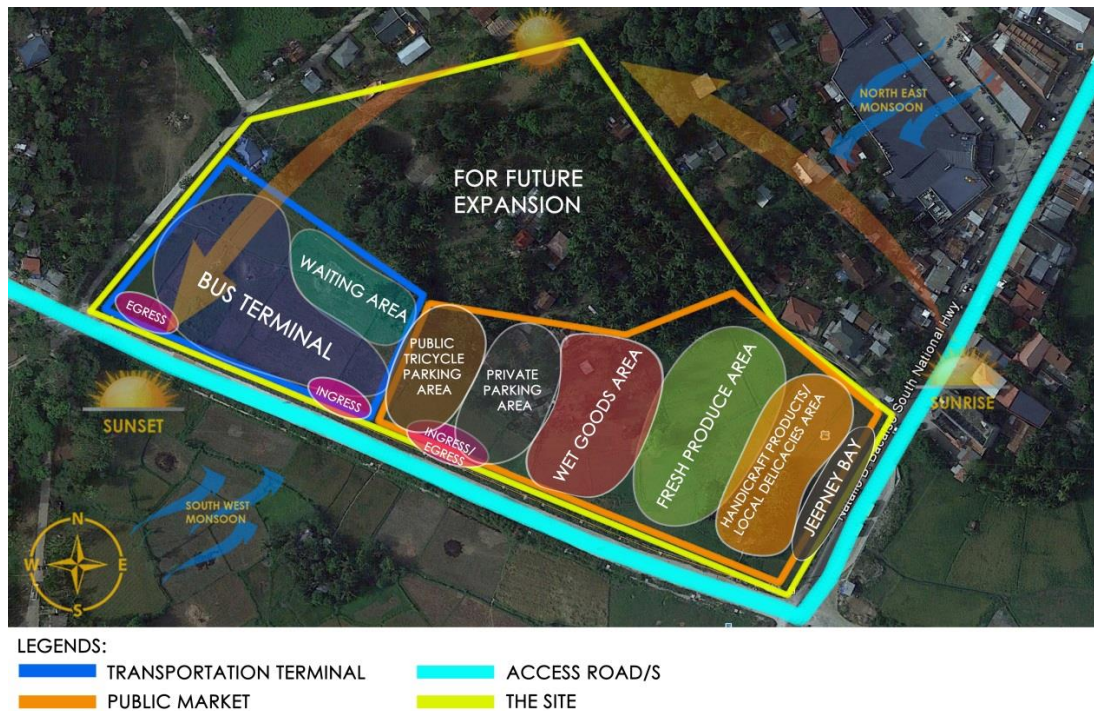 NORTH EAST
MONSOON
FOR FUTURE
EXPANSION
WAITING AREA
BUS TERMINAL
EGRESS
INGRESS
PUBLIC
TRICYCLE
PARKING
AREA
PRIVATE
PARKING
AREA
INGRESS/
EGRESS
WET GOODS AREA
FRESH PRODUCE AREA
HANDICRAFT PRODUCTS/
LOCAL DELICACIES AREA
JEEPNEY BAY
South National Hwy
SUNRISE
SUNSET
SOUTH WEST
MONSOON
N
W
E
S
LEGENDS:
TRANSPORTATION TERMINAL
ACCESS ROAD/S
PUBLIC MARKET
THE SITE